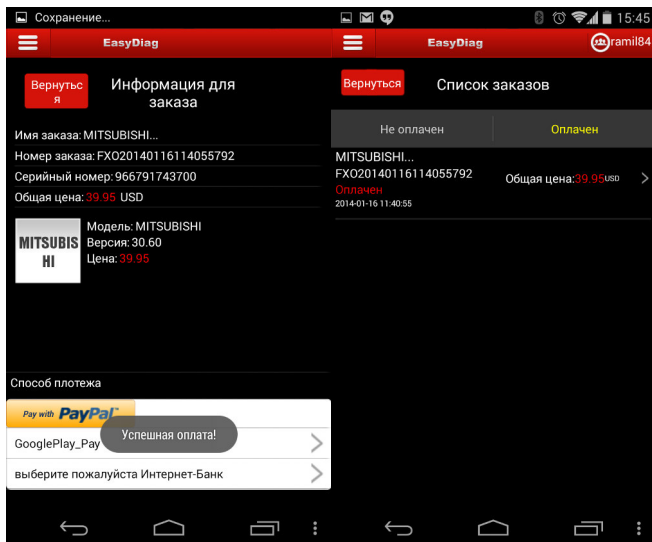 Сохранение...
EasyDiag
Вернутьс
я
Информация для
заказа
Имя заказа: MITSUBISHI...
Номер заказа: FXO20140116114055792
Серийный номер: 966791743700
Общая цена: 39.95 USD
MITSUBIS
HI
Модель: MITSUBISHI
Версия: 30.60
Цена: 39.95
Способ плотежа
Pay with PayPal
Успешная оплата!
GooglePlay_Pay
выберите пожалуйста Интернет-Банк
15:45
EasyDiag
ramil84
Вернуться
Список заказов
Не оплачен
Оплачен
MITSUBISHI...
FXO20140116114055792
Оплачен
2014-01-16 11:40:55
Общая цена:39.95USD